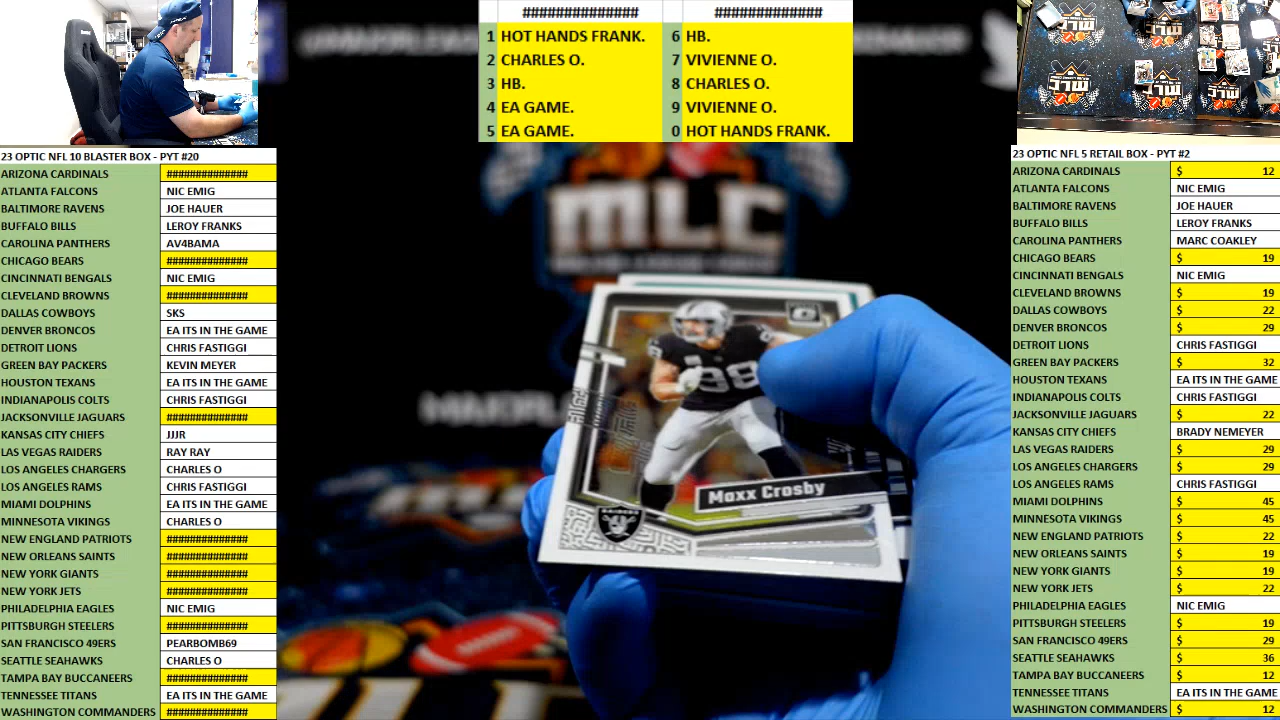 ##############
#############
1 HOT HANDS FRANK. 6 HB.
2 CHARLES O. 7 VIVIENNE O.
3 HB. 8 CHARLES O.
4 EA GAME. 9 VIVIENNE O.
5 EA GAME. 0 HOT HANDS FRANK.
23 OPTIC NFL 10 BLASTER BOX - PYT #20
ARIZONA CARDINALS ##############
ATLANTA FALCONS NIC EMIG
BALTIMORE RAVENS JOE HAUER
BUFFALO BILLS LEROY FRANKS
CAROLINA PANTHERS AV4BAMA
CHICAGO BEARS ##############
CINCINNATI BENGALS NIC EMIG
CLEVELAND BROWNS ##############
DALLAS COWBOYS SKS
DENVER BRONCOS EA ITS IN THE GAME
DETROIT LIONS CHRIS FASTIGGI
GREEN BAY PACKERS KEVIN MEYER
HOUSTON TEXANS EA ITS IN THE GAME
INDIANAPOLIS COLTS CHRIS FASTIGGI
JACKSONVILLE JAGUARS ##############
KANSAS CITY CHIEFS JJJR
LAS VEGAS RAIDERS RAY RAY
LOS ANGELES CHARGERS CHARLES O
LOS ANGELES RAMS CHRIS FASTIGGI
MIAMI DOLPHINS EA ITS IN THE GAME
MINNESOTA VIKINGS CHARLES O
NEW ENGLAND PATRIOTS ##############
NEW ORLEANS SAINTS ##############
NEW YORK GIANTS ##############
NEW YORK JETS ##############
PHILADELPHIA EAGLES NIC EMIG
PITTSBURGH STEELERS ##############
SAN FRANCISCO 49ERS PEARBOMB69
SEATTLE SEAHAWKS CHARLES O
TAMPA BAY BUCCANEERS ##############
TENNESSEE TITANS EA ITS IN THE GAME
WASHINGTON COMMANDERS ##############
MLC
98
Maxx Crosby
RAIDERS
MLC
23 OPTIC NFL 5 RETAIL BOX - PYT #2
ARIZONA CARDINALS $ 12
ATLANTA FALCONS NIC EMIG
BALTIMORE RAVENS JOE HAUER
BUFFALO BILLS LEROY FRANKS
CAROLINA PANTHERS MARC COAKLEY
CHICAGO BEARS $ 19
CINCINNATI BENGALS NIC EMIG
CLEVELAND BROWNS $ 19
DALLAS COWBOYS $ 22
DENVER BRONCOS $ 29
DETROIT LIONS CHRIS FASTIGGI
GREEN BAY PACKERS $ 32
HOUSTON TEXANS EA ITS IN THE GAME
INDIANAPOLIS COLTS CHRIS FASTIGGI
JACKSONVILLE JAGUARS $ 22
KANSAS CITY CHIEFS BRADY NEMEYER
LAS VEGAS RAIDERS $ 29
LOS ANGELES CHARGERS $ 29
LOS ANGELES RAMS CHRIS FASTIGGI
MIAMI DOLPHINS $ 45
MINNESOTA VIKINGS $ 45
NEW ENGLAND PATRIOTS $ 22
NEW ORLEANS SAINTS $ 19
NEW YORK GIANTS $ 19
NEW YORK JETS $ 22
PHILADELPHIA EAGLES NIC EMIG
PITTSBURGH STEELERS $ 19
SAN FRANCISCO 49ERS $ 29
SEATTLE SEAHAWKS $ 36
TAMPA BAY BUCCANEERS $ 12
TENNESSEE TITANS EA ITS IN THE GAME
WASHINGTON COMMANDERS $ 12